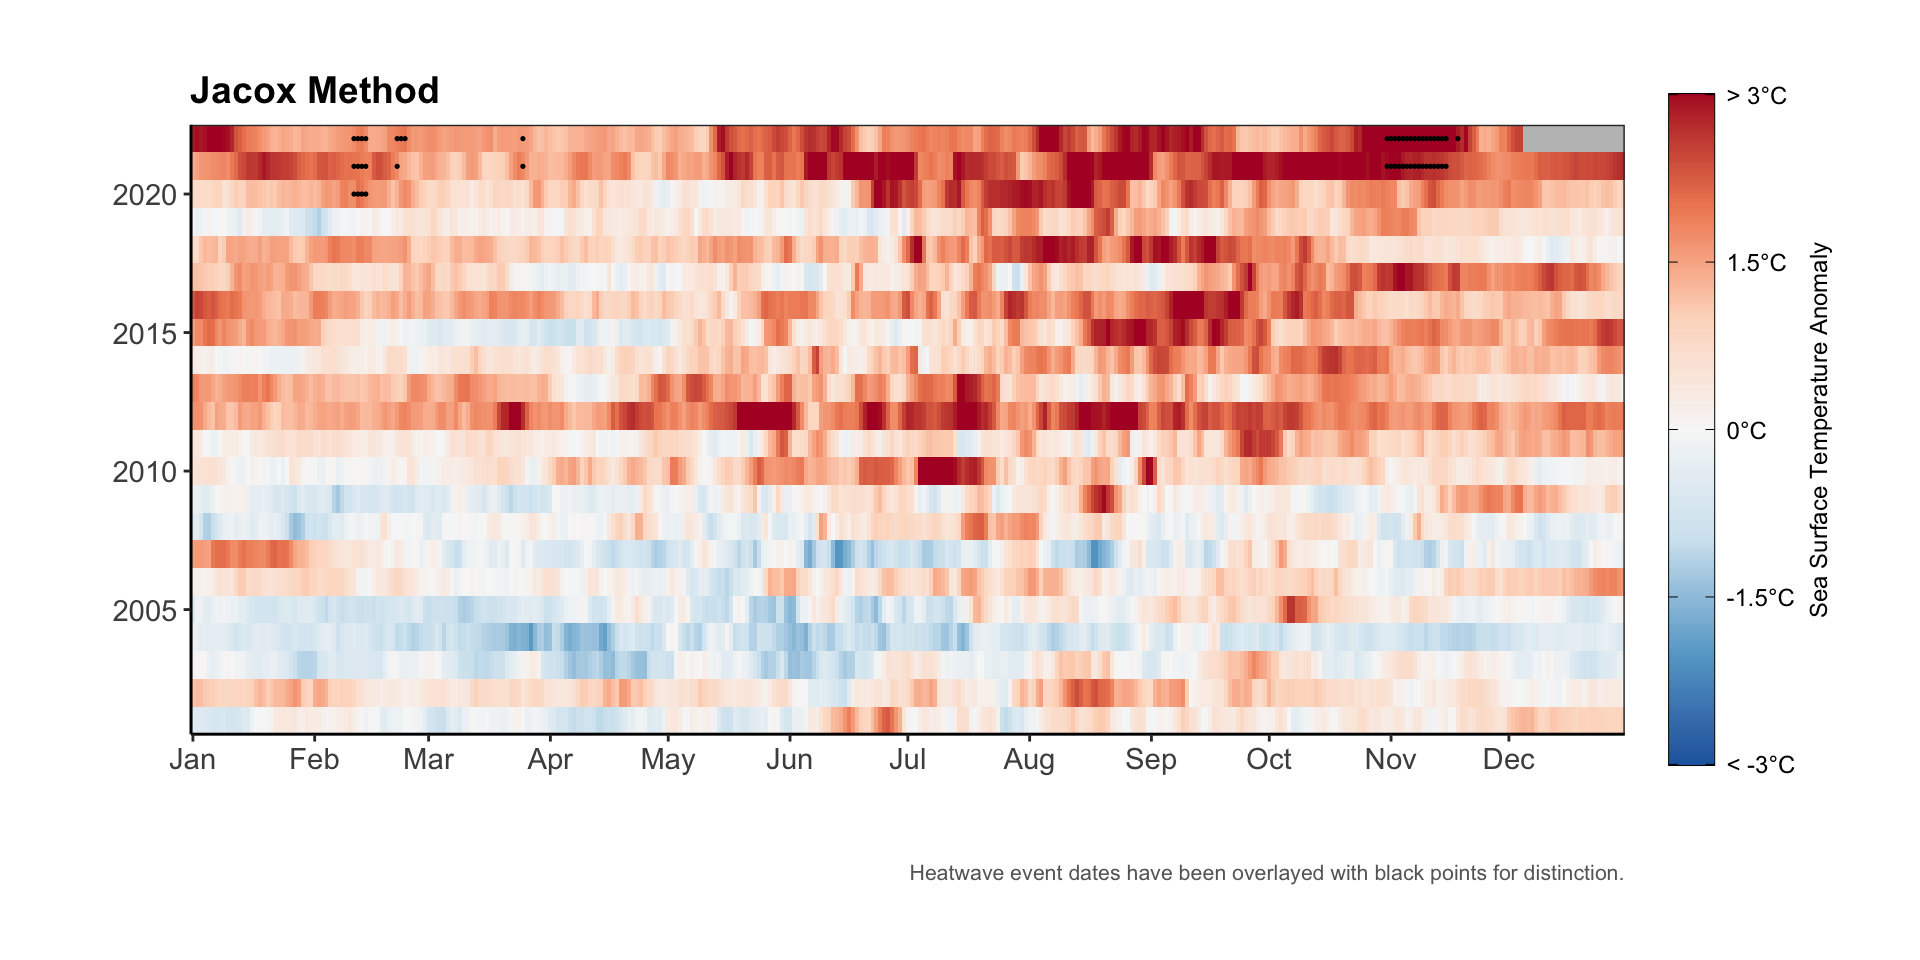 Jacox Method
2020
2015
2010
2005
Jan Feb Mar Apr May Jun Jul Aug Sep Oct Nov Dec
> 3°C
1.5°C
0°C
-1.5°C
< -3°C
Sea Surface Temperature Anomaly
Heatwave event dates have been overlayed with black points for distinction.